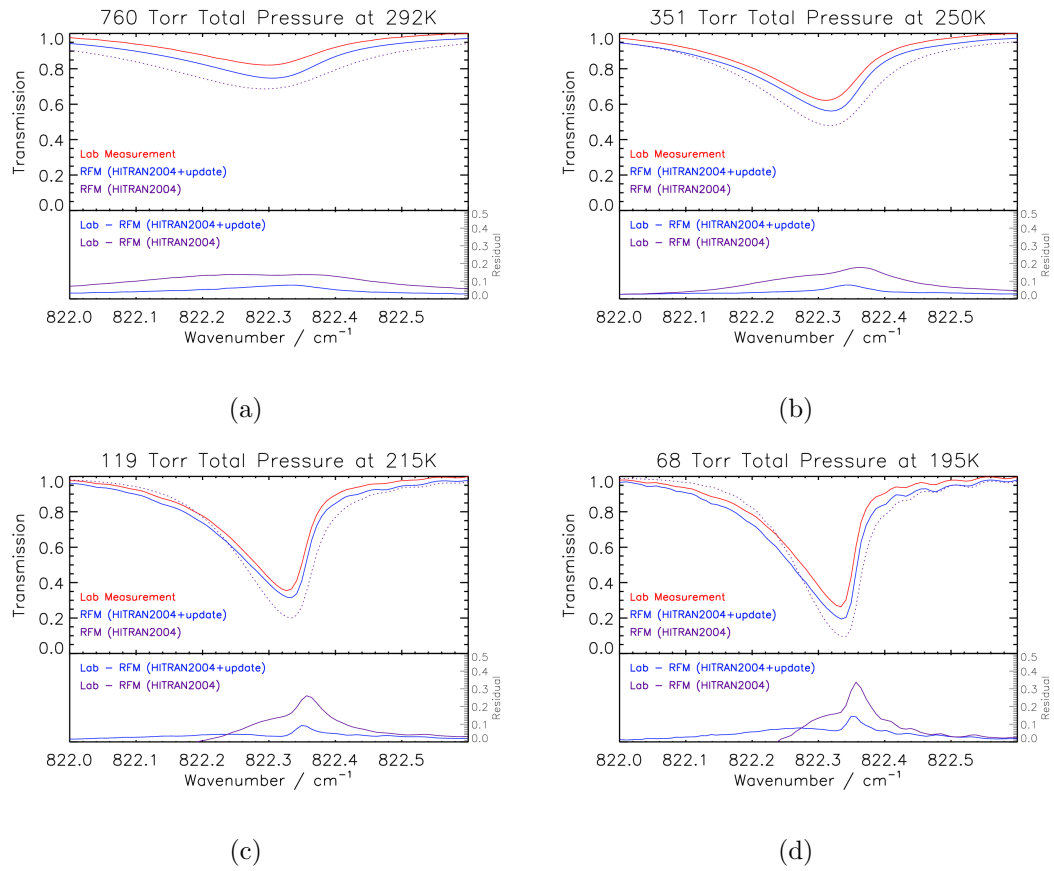 760 Torr Total Pressure at 292K
1.0
0.8
0.6
0.4
0.2
0.0
Transmission
Lab Measurement
RFM (HITRAN2004+update)
RFM (HITRAN2004)
Lab – RFM (HITRAN2004+update)
Lab – RFM (HITRAN2004)
0.5
0.4
0.3
0.2
0.1
0.0
Residual
822.0 822.1 822.2 822.3 822.4 822.5
Wavenumber / cm⁻¹
(a)
351 Torr Total Pressure at 250K
1.0
0.8
0.6
0.4
0.2
0.0
Transmission
Lab Measurement
RFM (HITRAN2004+update)
RFM (HITRAN2004)
Lab – RFM (HITRAN2004+update)
Lab – RFM (HITRAN2004)
0.5
0.4
0.3
0.2
0.1
0.0
Residual
822.0 822.1 822.2 822.3 822.4 822.5
Wavenumber / cm⁻¹
(b)
119 Torr Total Pressure at 215K
1.0
0.8
0.6
0.4
0.2
0.0
Transmission
Lab Measurement
RFM (HITRAN2004+update)
RFM (HITRAN2004)
Lab – RFM (HITRAN2004+update)
Lab – RFM (HITRAN2004)
0.5
0.4
0.3
0.2
0.1
0.0
Residual
822.0 822.1 822.2 822.3 822.4 822.5
Wavenumber / cm⁻¹
(c)
68 Torr Total Pressure at 195K
1.0
0.8
0.6
0.4
0.2
0.0
Transmission
Lab Measurement
RFM (HITRAN2004+update)
RFM (HITRAN2004)
Lab – RFM (HITRAN2004+update)
Lab – RFM (HITRAN2004)
0.5
0.4
0.3
0.2
0.1
0.0
Residual
822.0 822.1 822.2 822.3 822.4 822.5
Wavenumber / cm⁻¹
(d)